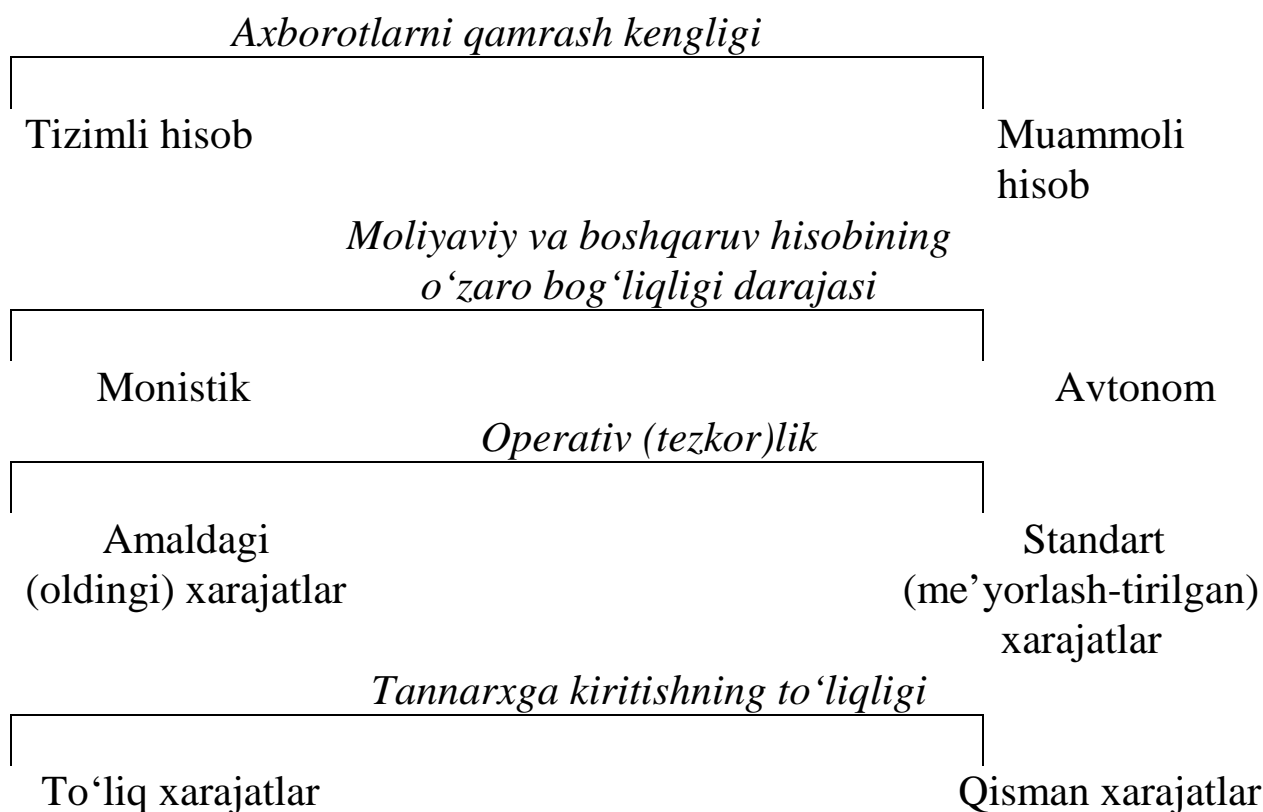 Axborotlarni qamrash kengligi
Tizimli hisob
Muammoli
hisob
Moliyaviy va boshqaruv hisobining
o‘zaro bog‘liqligi darajasi
Monistik
Avtonom
Operativ (tezkor)lik
Amaldagi
(oldingi) xarajatlar
Standart
(me’yorlash-tirilgan)
xarajatlar
Tannarxga kiritishning to‘liqligi
To‘liq xarajatlar
Qisman xarajatlar